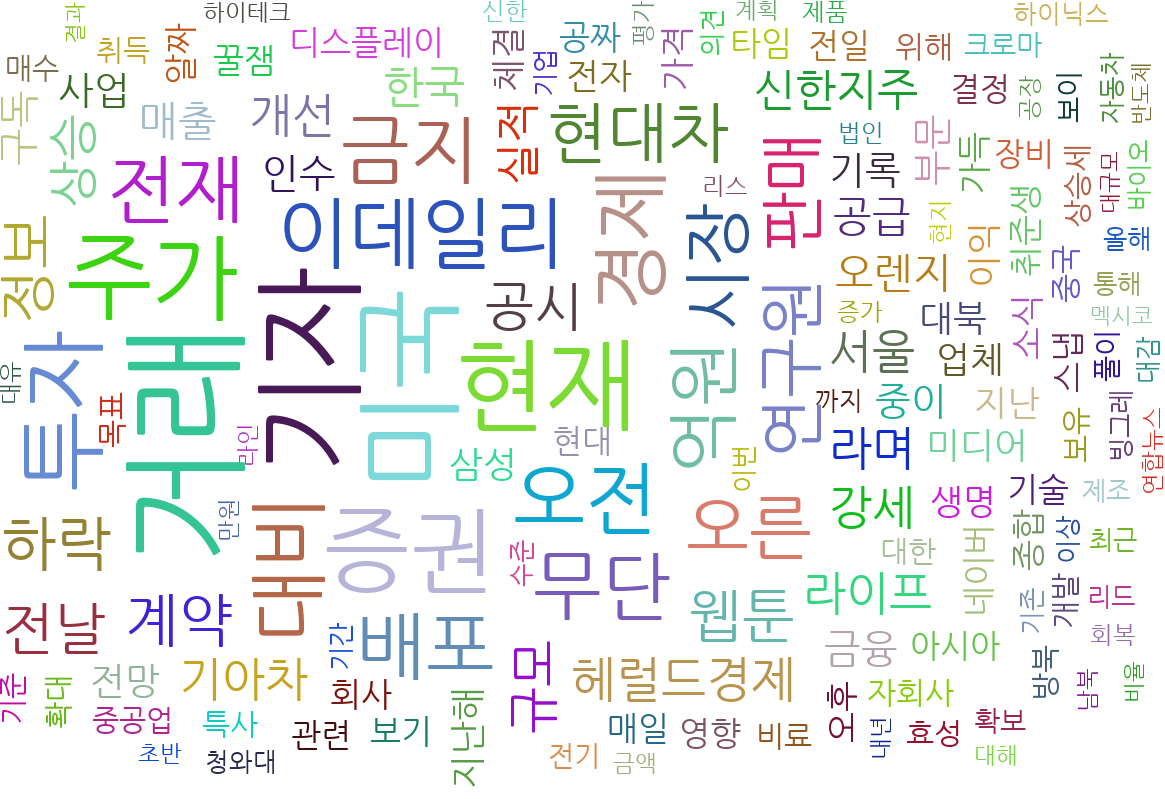 하이테크
신한
계획
제품
하이닉스
결과
취득
알짜
꿀잼
디스플레이
체결
기업
공짜
평가
가격
의견
타임
전일
위해
크로마
매수
사업
매출
개선
한국
실적
전자
현대차
신한지주
결정
공장
보이
자동차
반도체
구독
상승
전재
인수
금지
경제
리스
시장
판매
법인
기록
공급
부문
가득
장비
상승세
대규모
바이오
정보
주가
기자
이데일리
공시
오렌지
현지
이익
취준생
중국
올해
통해
투자
거래
미국
현재
억원
연구원
증가
서울
대북
업체
소식
스냅
멕시코
풀이
대감
대유
목표
라인
현대
삼성
이번
까지
중이
라며
지난
미디어
보유
빙그레
연합뉴스
하락
만원
대비
증권
오전
수준
무단
오른
강세
생명
기술
제조
대한
네이버
종합
이상
최근
전날
계약
기간
배포
웹툰
라이프
금융
아시아
기존
개발
리드
회복
기준
확대
전망
기아차
회사
규모
헤럴드경제
오후
자회사
방북
남북
비율
중공업
특사
관련
보기
지난해
매일
영향
비료
내년
효성
확보
초반
청와대
전기
금액
대해